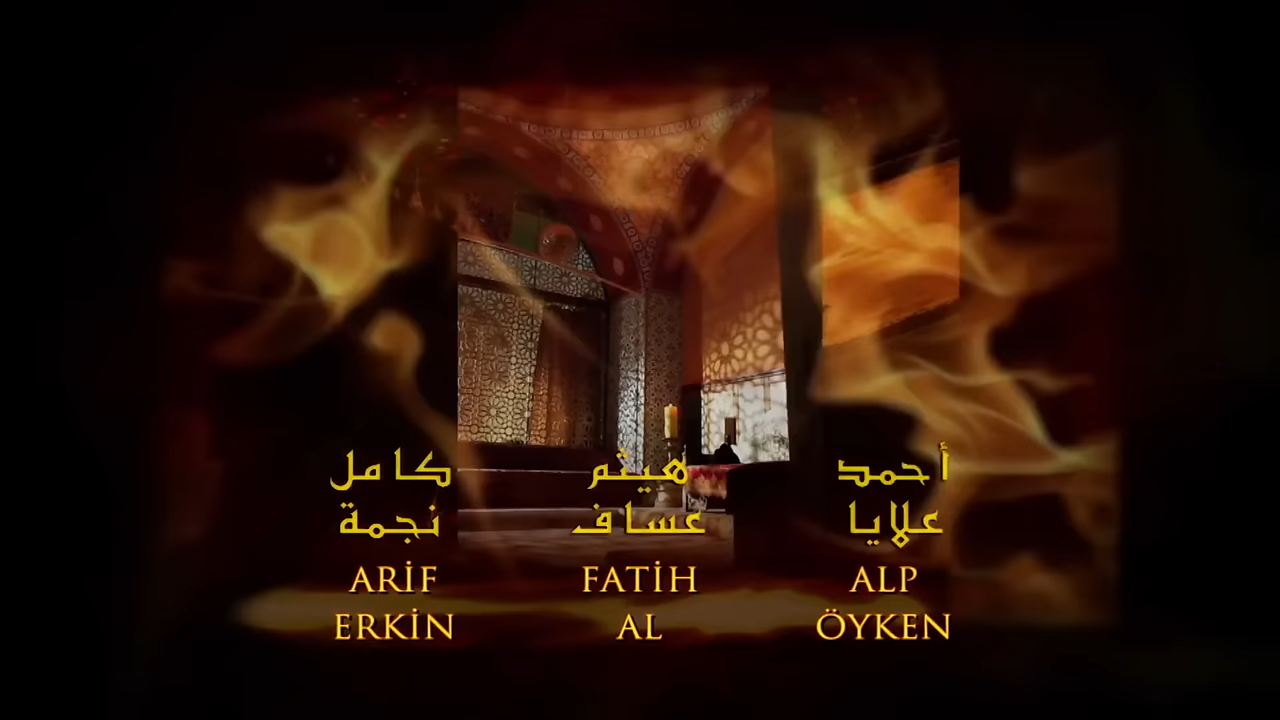 أحمد
علايا
هيثم
عساف
كامل
نجمة
ARİF
ERKİN
FATİH
AL
ALP
ÖYKEN